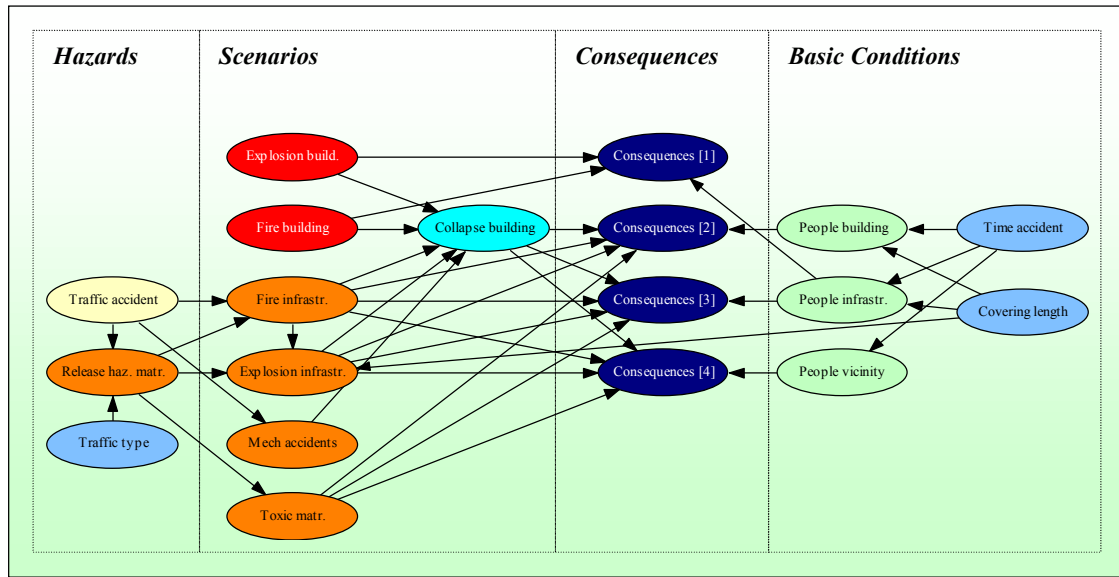 Hazards
Scenarios
Consequences
Basic Conditions
Explosion build.
Consequences [1]
Fire building
Collapse building
Consequences [2]
People building
Time accident
Traffic accident
Fire infrastr.
Consequences [3]
People infrastr.
Covering length
Release haz. matr.
Explosion infrastr.
Consequences [4]
People vicinity
Traffic type
Mech accidents
Toxic matr.